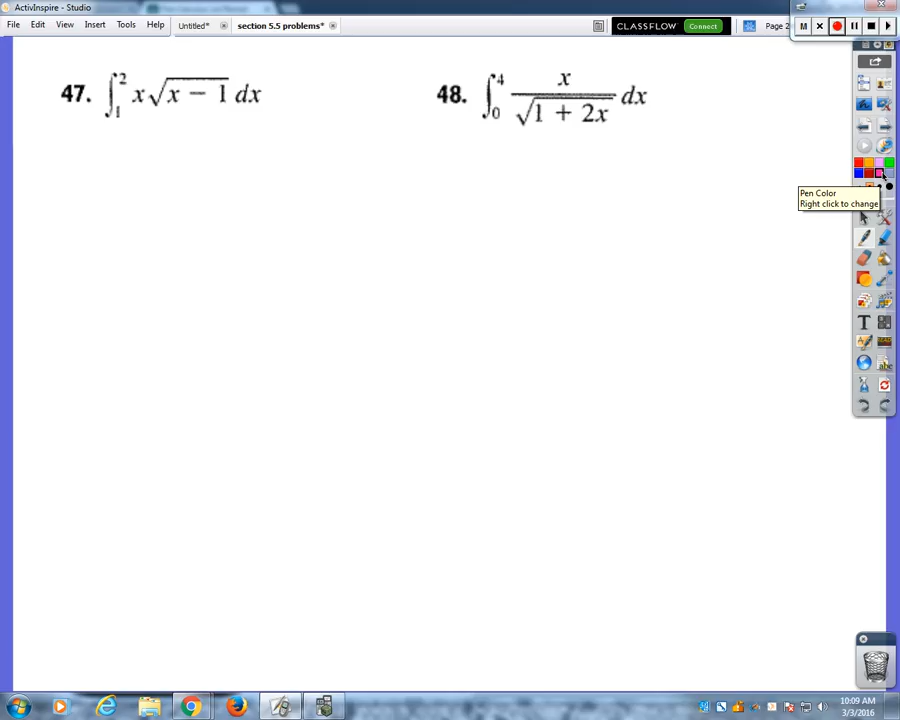 ActivInspire - Studio
File Edit View Insert Tools Help Untitled* section 5.5 problems* CLASSFLOW Connect Page 2
M
47. ∫₁² x√(x − 1) dx
48. ∫₀⁴ x/√(1 + 2x) dx
Pen Color
Right click to change
T
abc
10:09 AM
3/3/2016